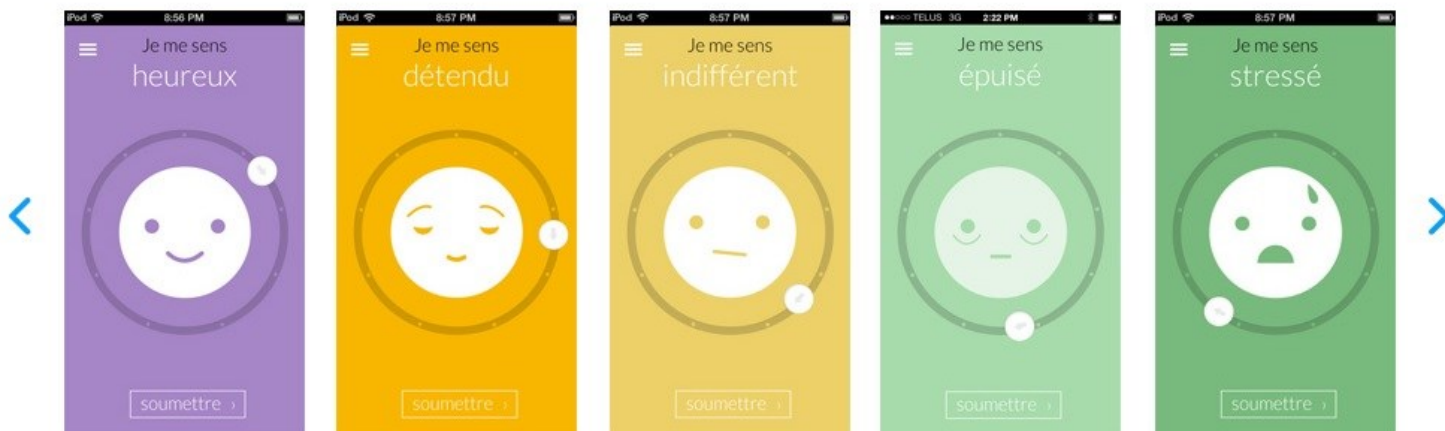 iPod 8:56 PM
Je me sens
heureux
soumettre ›
iPod 8:57 PM
Je me sens
détendu
soumettre ›
iPod 8:57 PM
Je me sens
indifférent
soumettre ›
TELUS 3G 2:22 PM
Je me sens
épuisé
soumettre ›
iPod 8:57 PM
Je me sens
stressé
soumettre ›